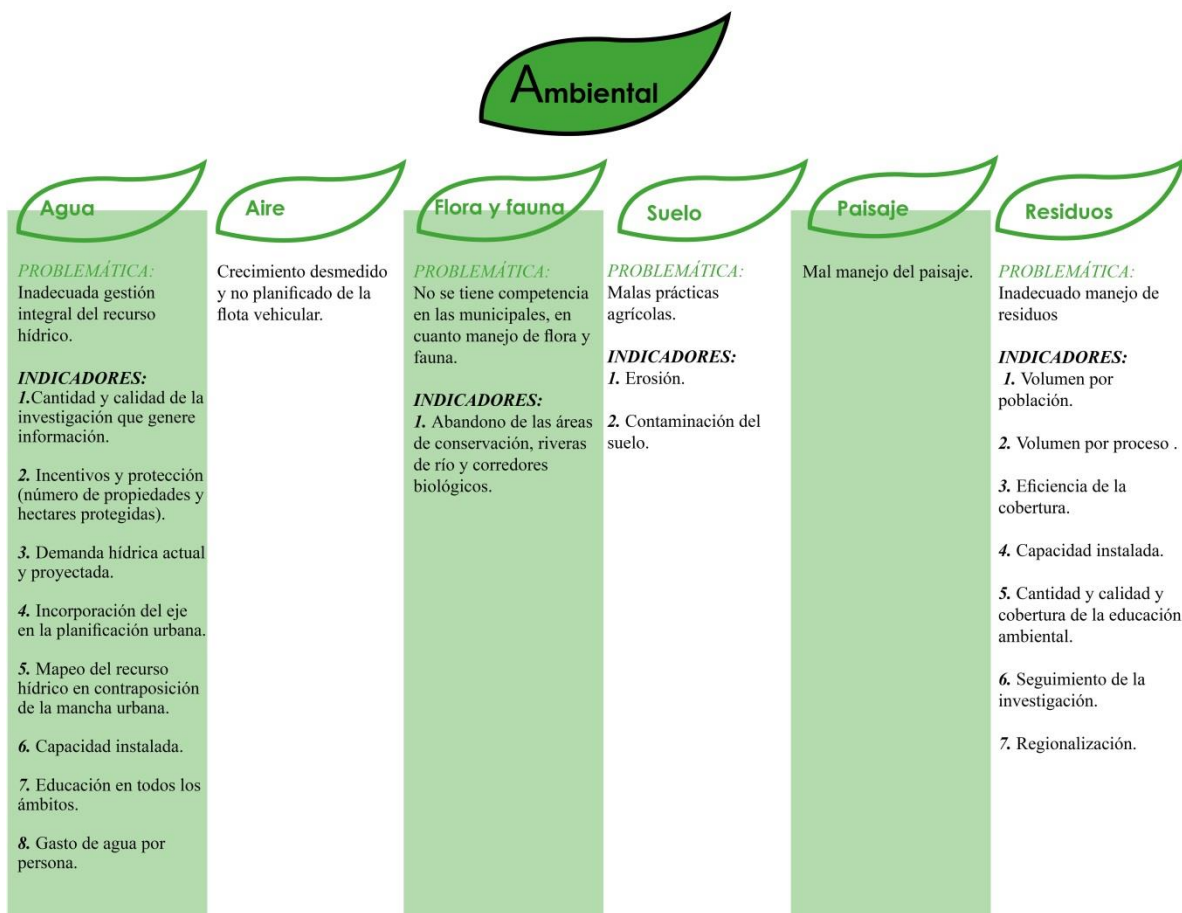 Ambiental
Agua
PROBLEMÁTICA:
Inadecuada gestión
integral del recurso
hídrico.
INDICADORES:
1.Cantidad y calidad de la
investigación que genere
información.
2. Incentivos y protección
(número de propiedades y
hectares protegidas).
3. Demanda hídrica actual
y proyectada.
4. Incorporación del eje
en la planificación urbana.
5. Mapeo del recurso
hídrico en contraposición
de la mancha urbana.
6. Capacidad instalada.
7. Educación en todos los
ámbitos.
8. Gasto de agua por
persona.
Aire
Crecimiento desmedido
y no planificado de la
flota vehicular.
Flora y fauna
PROBLEMÁTICA:
No se tiene competencia
en las municipales, en
cuanto manejo de flora y
fauna.
INDICADORES:
1. Abandono de las áreas
de conservación, riveras
de río y corredores
biológicos.
Suelo
PROBLEMÁTICA:
Malas prácticas
agrícolas.
INDICADORES:
1. Erosión.
2. Contaminación del
suelo.
Paisaje
Mal manejo del paisaje.
Residuos
PROBLEMÁTICA:
Inadecuado manejo de
residuos
INDICADORES:
1. Volumen por
población.
2. Volumen por proceso .
3. Eficiencia de la
cobertura.
4. Capacidad instalada.
5. Cantidad y calidad y
cobertura de la educación
ambiental.
6. Seguimiento de la
investigación.
7. Regionalización.